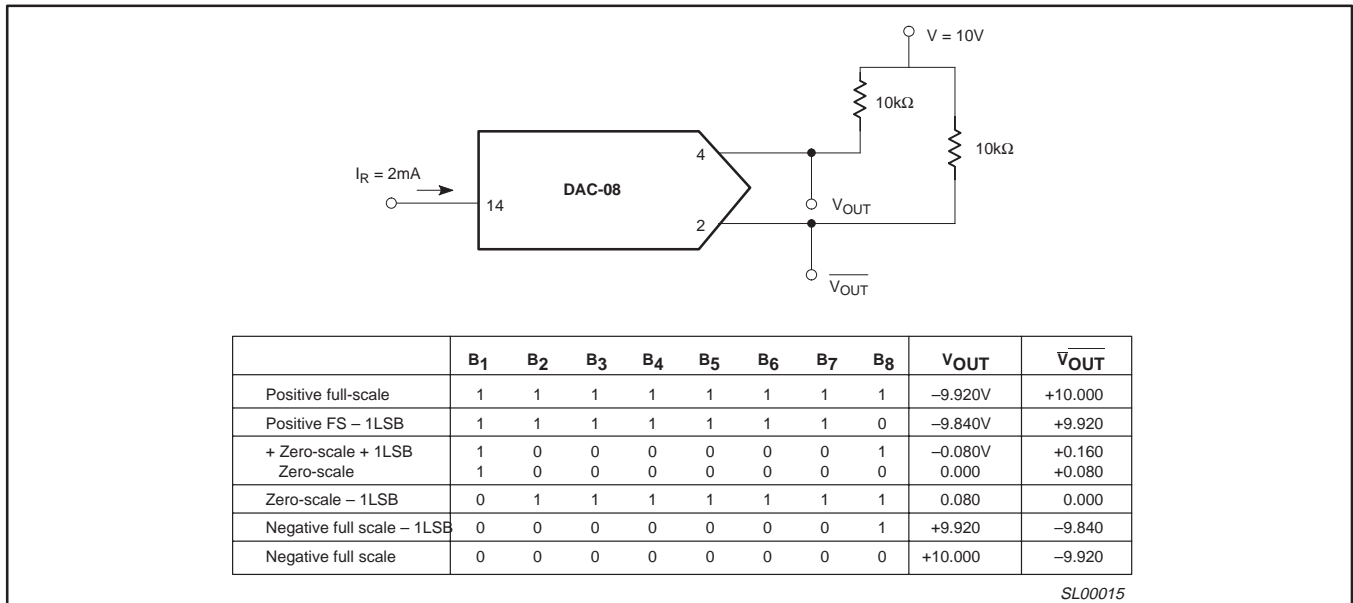 V = 10V
10kΩ
10kΩ
I_R = 2mA
14
DAC-08
4
2
V_OUT
V̅_O̅U̅T̅
B1 B2 B3 B4 B5 B6 B7 B8 VOUT V̅O̅U̅T̅
Positive full-scale 1 1 1 1 1 1 1 1 –9.920V +10.000
Positive FS – 1LSB 1 1 1 1 1 1 1 0 –9.840V +9.920
+ Zero-scale + 1LSB 1 0 0 0 0 0 0 1 –0.080V +0.160
Zero-scale 1 0 0 0 0 0 0 0 0.000 +0.080
Zero-scale – 1LSB 0 1 1 1 1 1 1 1 0.080 0.000
Negative full scale – 1LSB 0 0 0 0 0 0 0 1 +9.920 –9.840
Negative full scale 0 0 0 0 0 0 0 0 +10.000 –9.920
SL00015